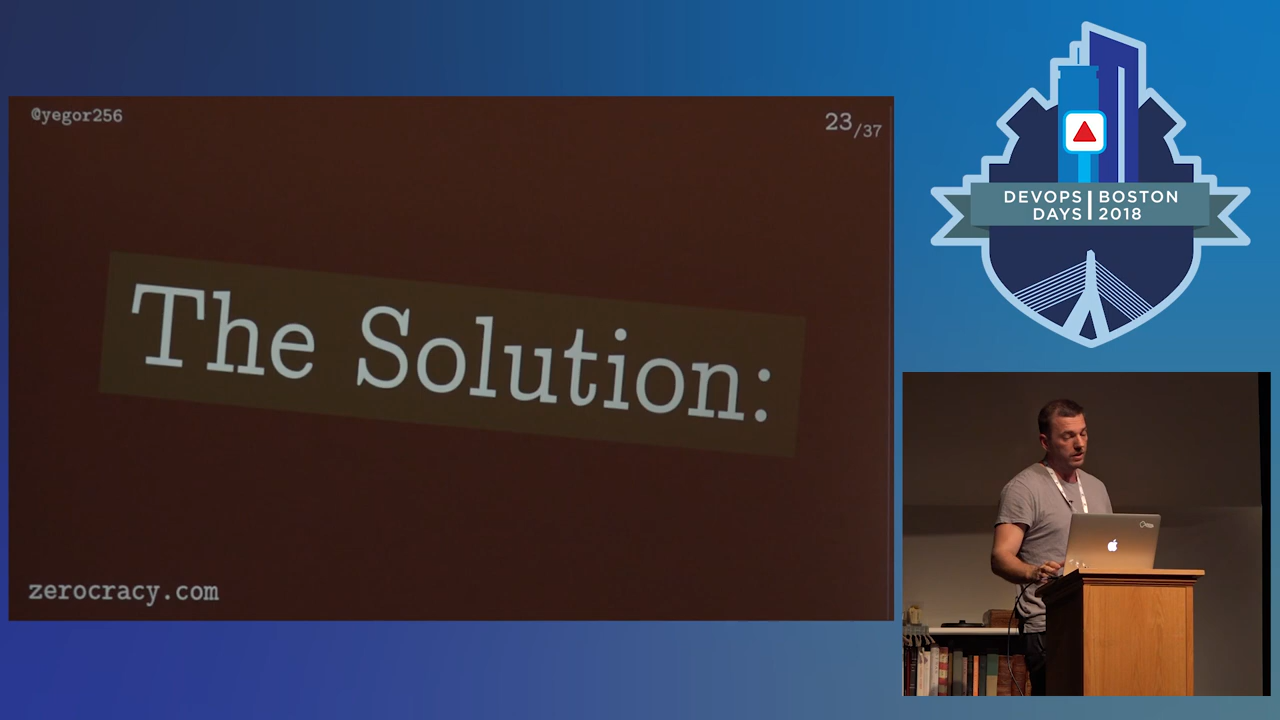 @yegor256
23/37
The Solution:
zerocracy.com
DEVOPS | BOSTON
DAYS | 2018